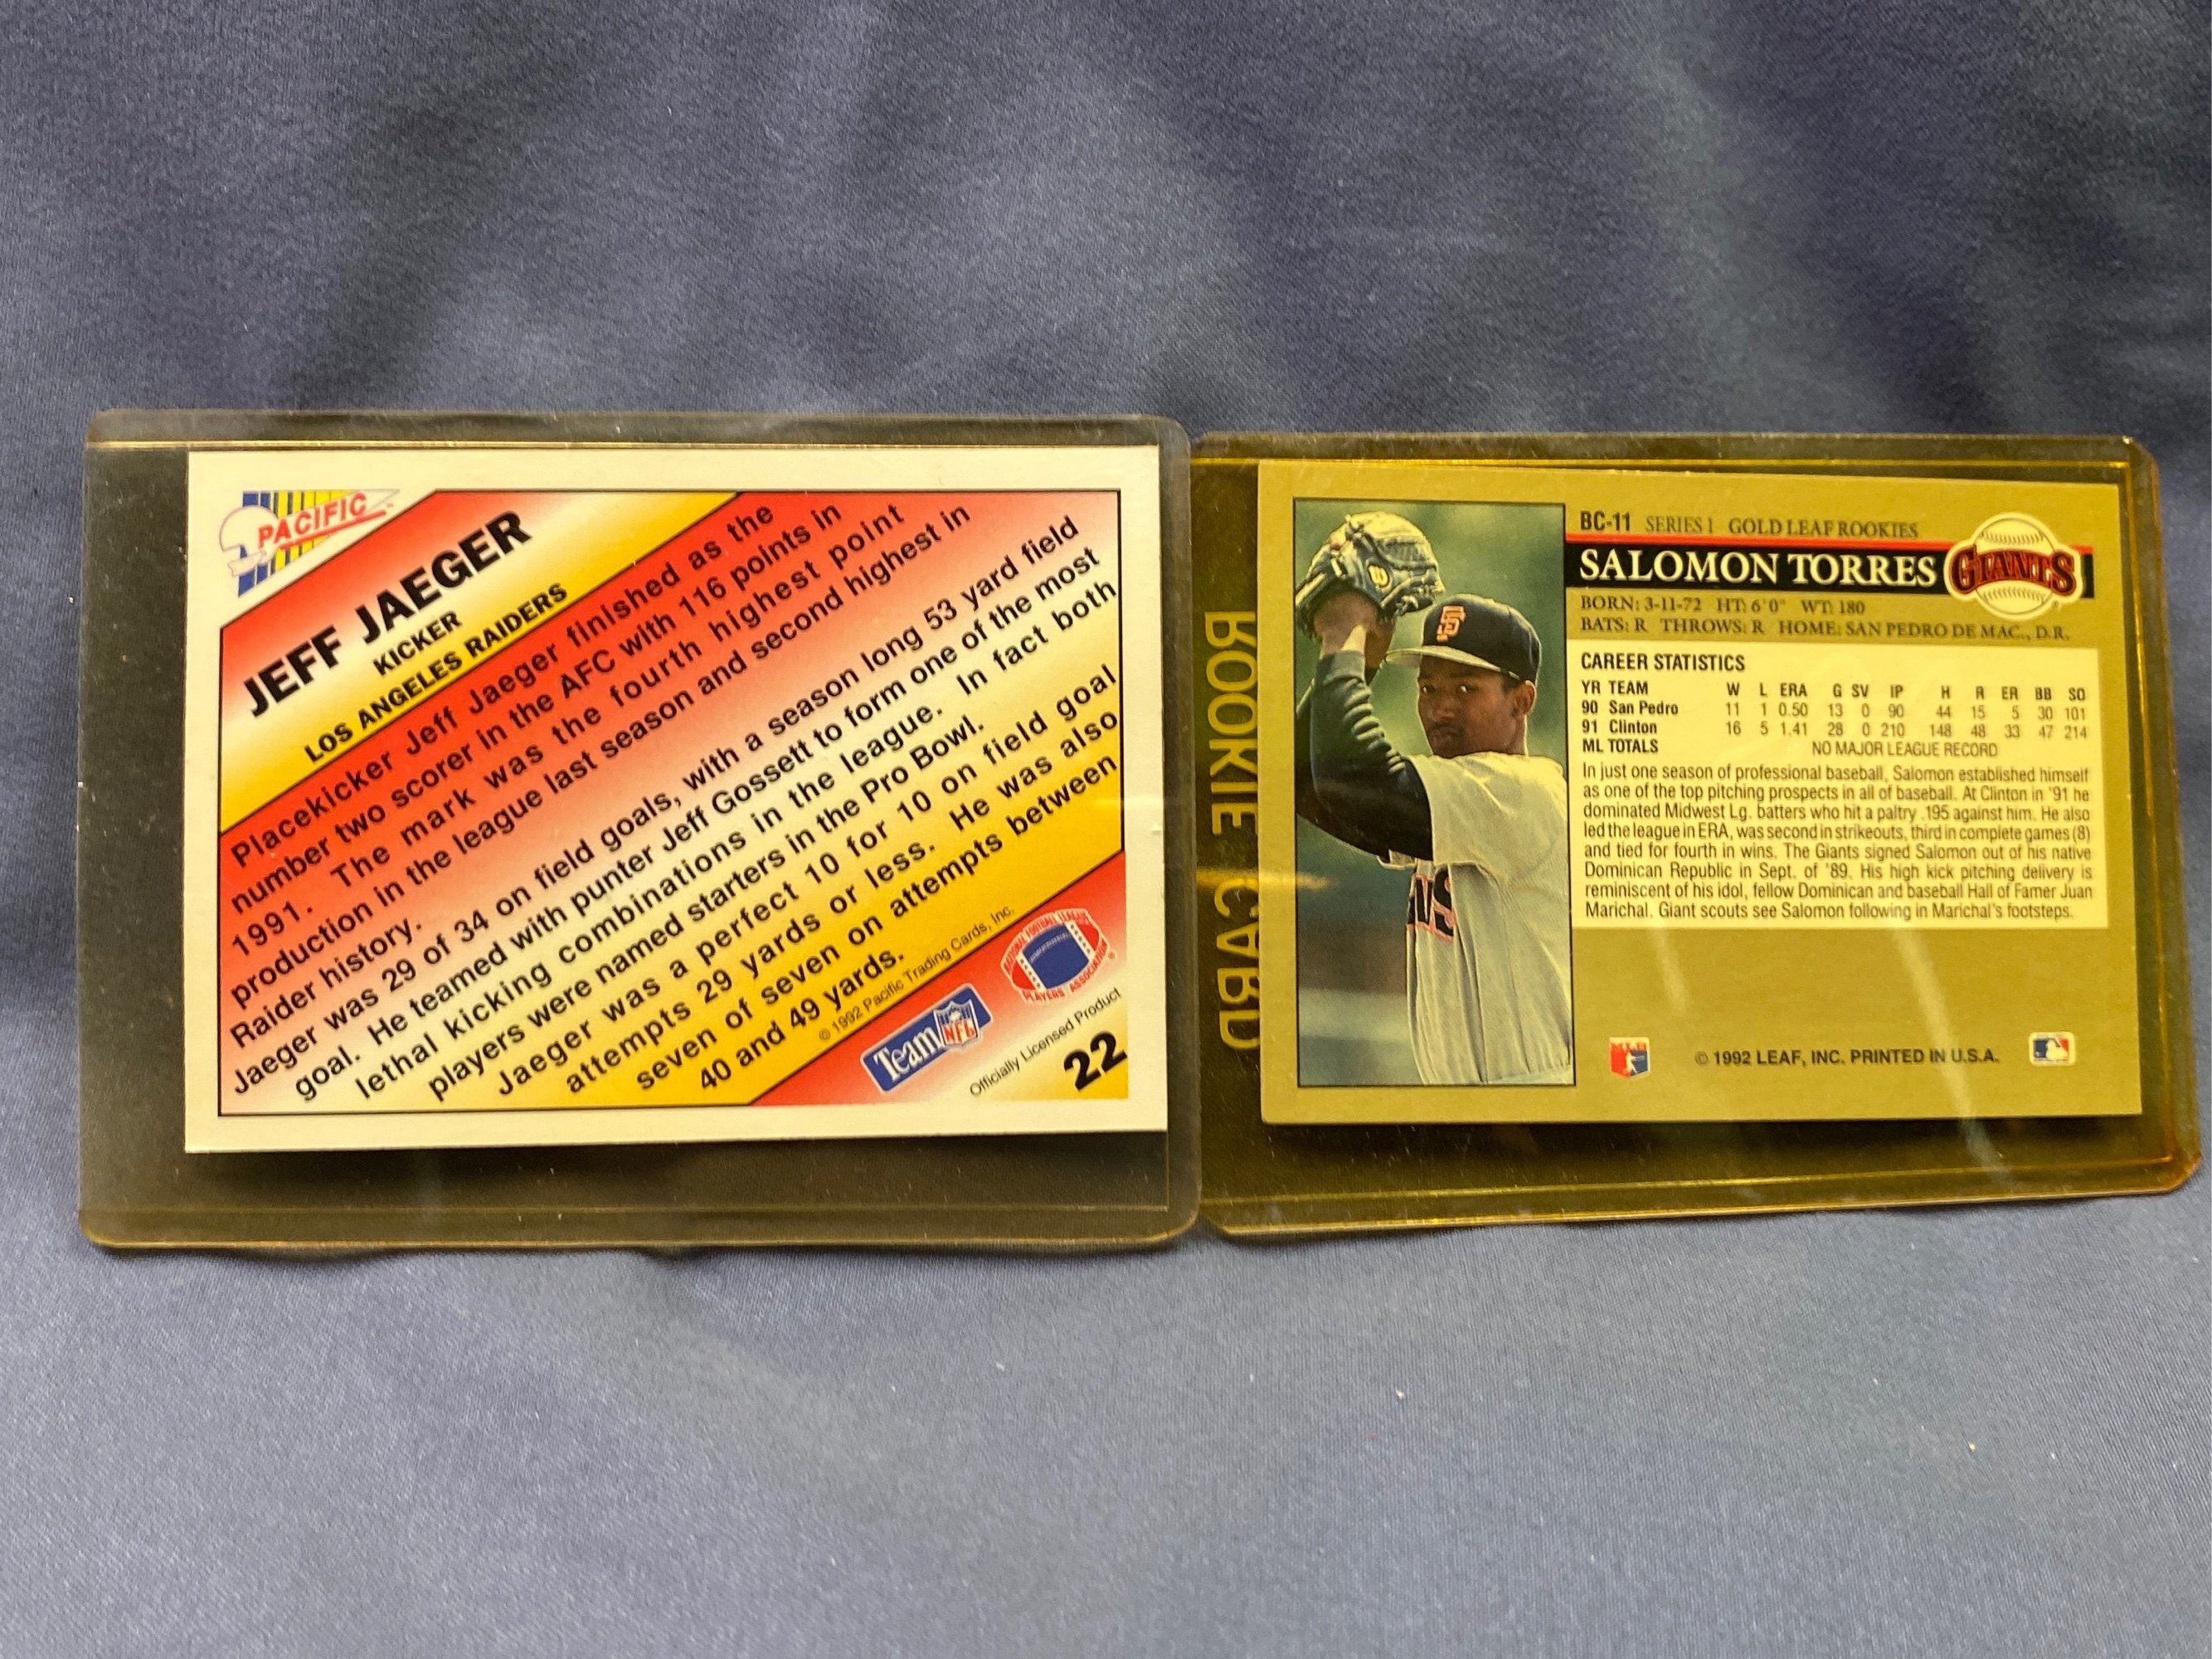 PACIFIC
JEFF JAEGER
KICKER
LOS ANGELES RAIDERS
Placekicker Jeff Jaeger finished as the
number two scorer in the AFC with 116 points in
1991. The mark was the fourth highest point
production in the league last season and second highest in
Raider history.
Jaeger was 29 of 34 on field goals, with a season long 53 yard field
goal. He teamed with punter Jeff Gossett to form one of the most
lethal kicking combinations in the league. In fact both
players were named starters in the Pro Bowl.
Jaeger was a perfect 10 for 10 on field goal
attempts 29 yards or less. He was also
seven of seven on attempts between
40 and 49 yards.
© 1992 Pacific Trading Cards, Inc.
Team NFL
NATIONAL FOOTBALL LEAGUE
PLAYERS ASSOCIATION
Officially Licensed Product
22
ROOKIE CARD
BC-11 SERIES 1 GOLD LEAF ROOKIES
SALOMON TORRES
GIANTS
BORN: 3-11-72 HT: 6'0" WT: 180
BATS: R THROWS: R HOME: SAN PEDRO DE MAC., D.R.
CAREER STATISTICS
YR TEAM W L ERA G SV IP H R ER BB SO
90 San Pedro 11 1 0.50 13 0 90 44 15 5 30 101
91 Clinton 16 5 1.41 28 0 210 148 48 33 47 214
ML TOTALS NO MAJOR LEAGUE RECORD
In just one season of professional baseball, Salomon established himself
as one of the top pitching prospects in all of baseball. At Clinton in '91 he
dominated Midwest Lg. batters who hit a paltry .195 against him. He also
led the league in ERA, was second in strikeouts, third in complete games (8)
and tied for fourth in wins. The Giants signed Salomon out of his native
Dominican Republic in Sept. of '89. His high kick pitching delivery is
reminiscent of his idol, fellow Dominican and baseball Hall of Famer Juan
Marichal. Giant scouts see Salomon following in Marichal's footsteps.
© 1992 LEAF, INC. PRINTED IN U.S.A.